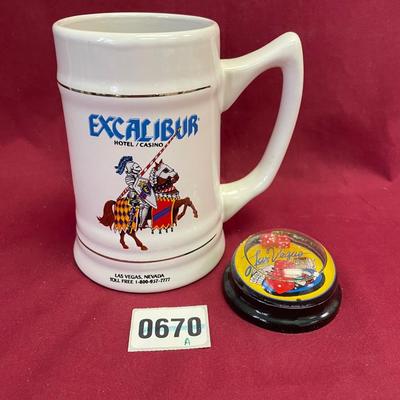 EXCALIBUR
HOTEL / CASINO
LAS VEGAS, NEVADA
TOLL FREE 1-800-937-7777
Las Vegas
0670
A